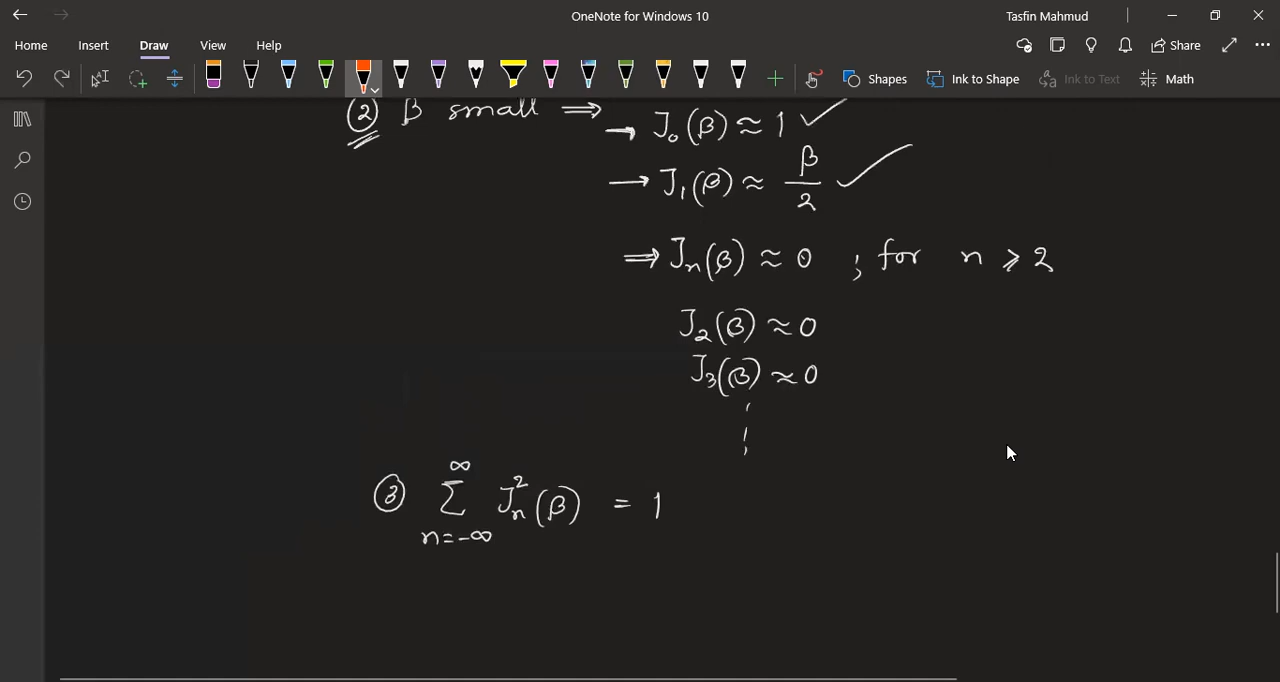 OneNote for Windows 10
Tasfin Mahmud
Home Insert Draw View Help
Share
Shapes Ink to Shape Ink to Text Math
② β small ⇒
→ J₀(β) ≈ 1 ✓
→ J₁(β) ≈ β/2 ✓
⇒ Jₙ(β) ≈ 0 ; for n ≥ 2
J₂(β) ≈ 0
J₃(β) ≈ 0
③ ∑_{n=-∞}^{∞} Jₙ²(β) = 1